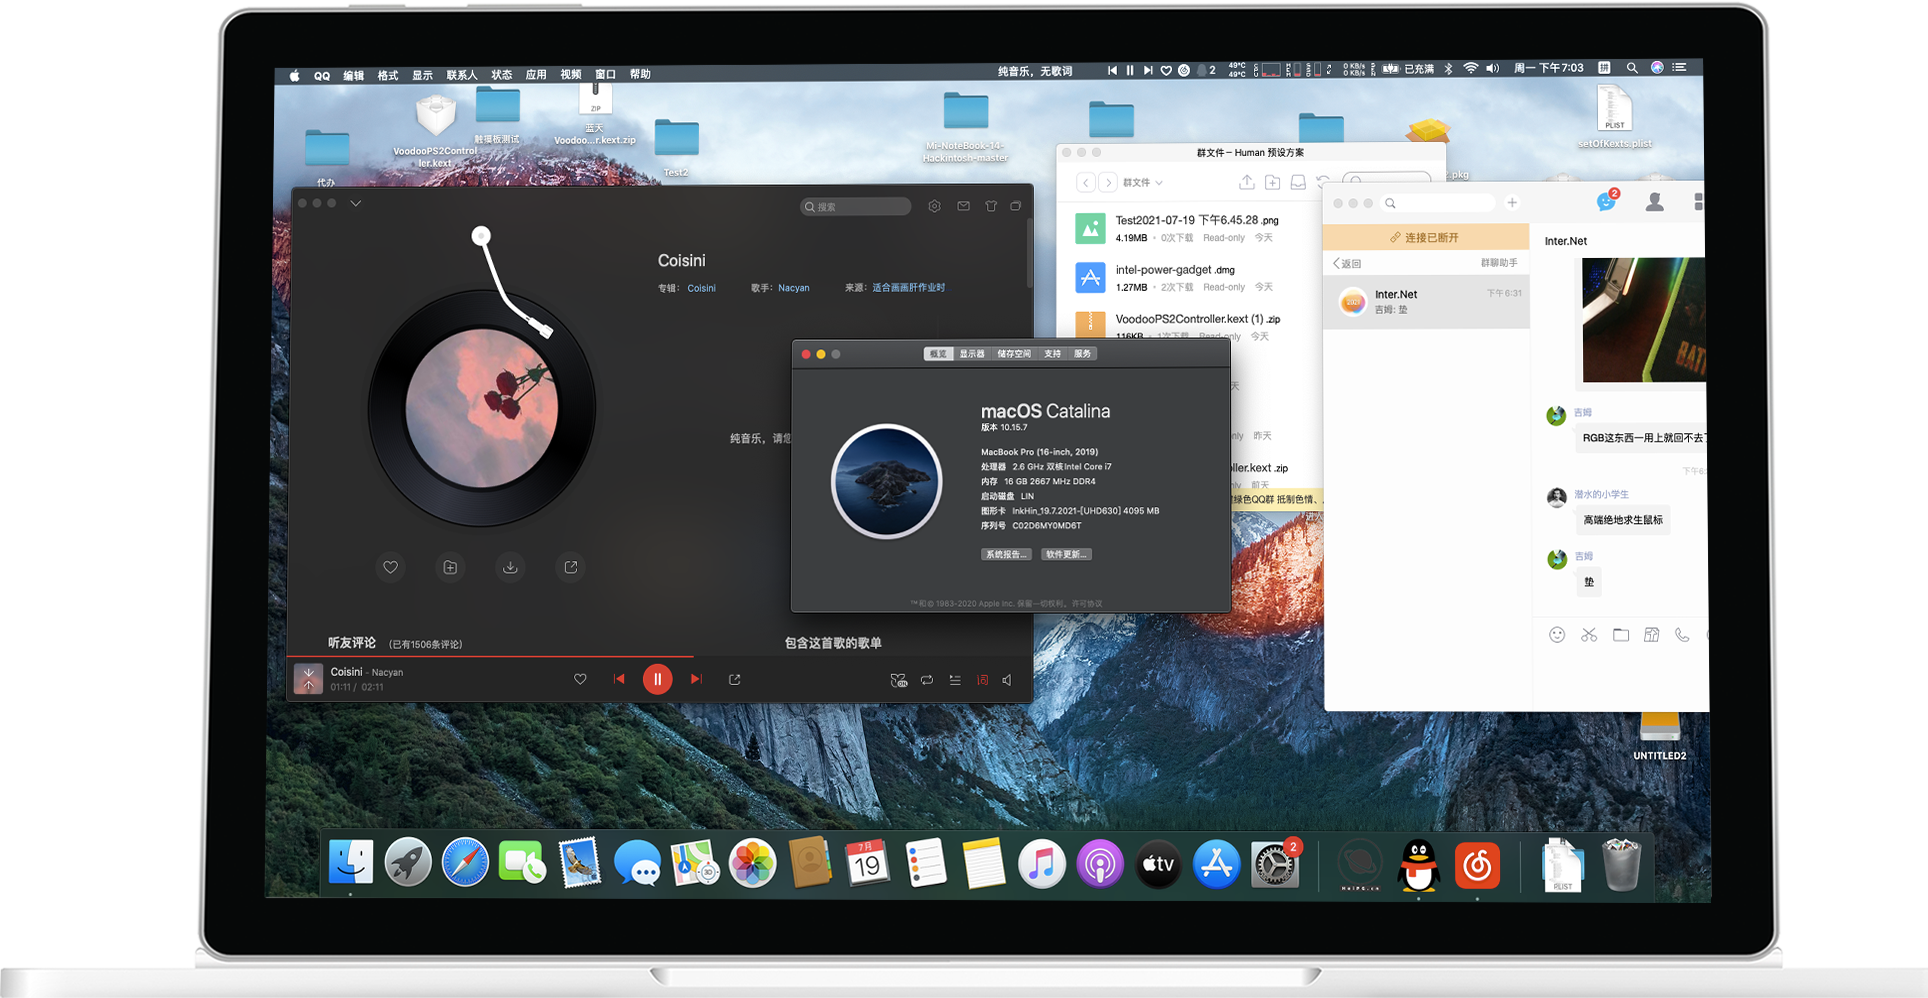 QQ 编辑 格式 显示 联系人 状态 应用 视频 窗口 帮助
纯音乐，无歌词
2
49°C
49°C
0 KB/s
0 KB/s
已充满
周一 下午7:03
拼
代办
VoodooPS2Control
ler.kext
触摸板测试
ZIP
蓝天
Voodoo...r.kext.zip
Test2
Mi-NoteBook-14-
Hackintosh-master
.pkg
PLIST
setOfKexts.plist
搜索
Coisini
专辑： Coisini 歌手： Nacyan 来源： 适合画画肝作业时
纯音乐，请您
听友评论 (已有1506条评论)
包含这首歌的歌单
Coisini - Nacyan
01:11 / 02:11
词
群文件 – Human 预设方案
群文件
Test2021-07-19 下午6.45.28 .png
4.19MB · 0次下载 Read-only 今天
intel-power-gadget .dmg
1.27MB · 2次下载 Read-only 今天
VoodooPS2Controller.kext (1) .zip
116KB · 1次下载 Read-only 今天
天
nly 昨天
ller.kext .zip
nly 前天
绿色QQ群 抵制色情、
概览 显示器 储存空间 支持 服务
macOS Catalina
版本 10.15.7
MacBook Pro (16-inch, 2019)
处理器 2.6 GHz 双核Intel Core i7
内存 16 GB 2667 MHz DDR4
启动磁盘 LIN
图形卡 InkHin_19.7.2021-[UHD630] 4095 MB
序列号 C02D6MY0MD6T
系统报告... 软件更新...
™和© 1983-2020 Apple Inc. 保留一切权利。许可协议
2
连接已断开
返回 群聊助手
Inter.Net 下午6:31
吉姆: 垫
Inter.Net
BAT
吉姆
RGB这东西一用上就回不去了
下午6:
潜水的小学生
高端绝地求生鼠标
吉姆
垫
UNTITLED2
3D
7月
19
tv
2
PLIST